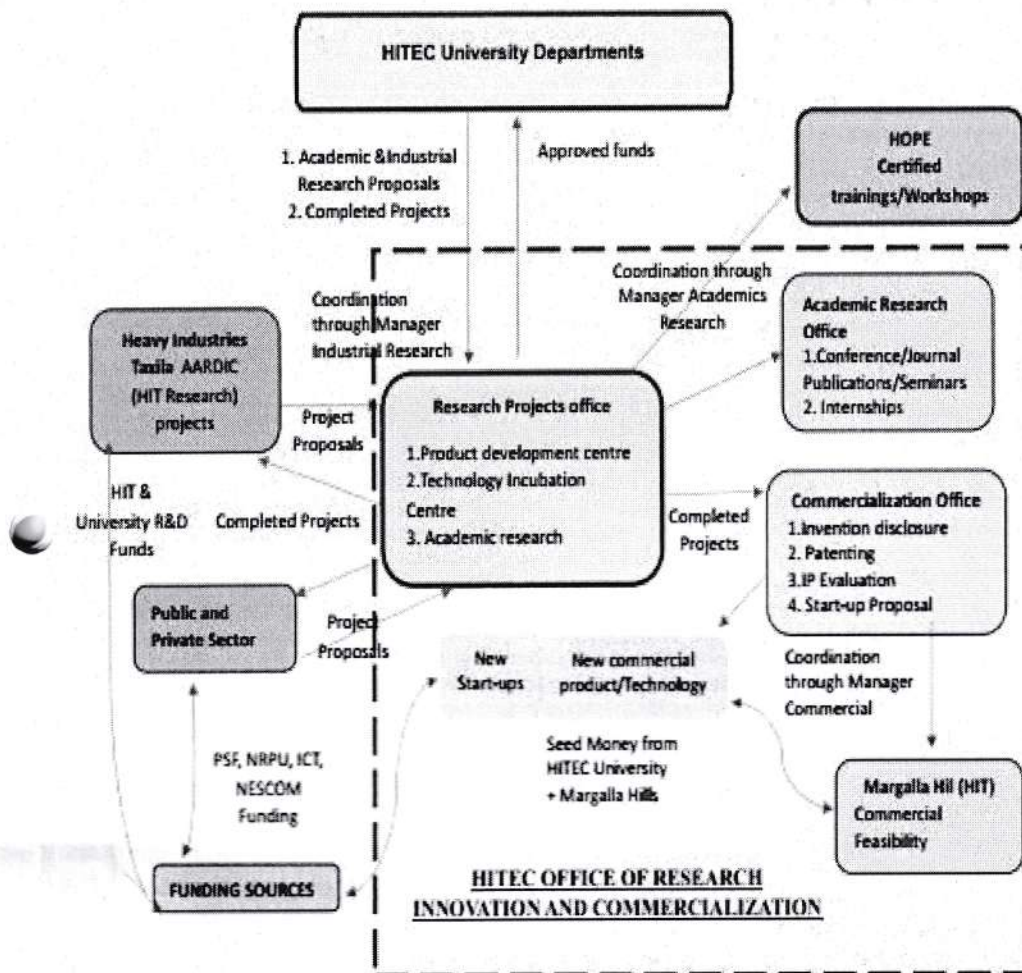 HITEC University Departments
1. Academic &Industrial
Research Proposals
2. Completed Projects
Approved funds
HOPE
Certified
trainings/Workshops
Coordination
through Manager
Industrial Research
Coordination through
Manager Academics
Research
Academic Research
Office
1.Conference/Journal
Publications/Seminars
2. Internships
Heavy Industries
Taxila AARDIC
(HIT Research)
projects
Project
Proposals
Research Projects office
1.Product development centre
2.Technology Incubation
Centre
3. Academic research
HIT &
University R&D
Funds
Completed Projects
Completed
Projects
Commercialization Office
1.Invention disclosure
2. Patenting
3.IP Evaluation
4. Start-up Proposal
Public and
Private Sector
Project
Proposals
New
Start-ups
New commercial
product/Technology
Coordination
through Manager
Commercial
PSF, NRPU, ICT,
NESCOM
Funding
Seed Money from
HITEC University
+ Margalla Hills
Margalla Hil (HIT)
Commercial
Feasibility
FUNDING SOURCES
HITEC OFFICE OF RESEARCH
INNOVATION AND COMMERCIALIZATION